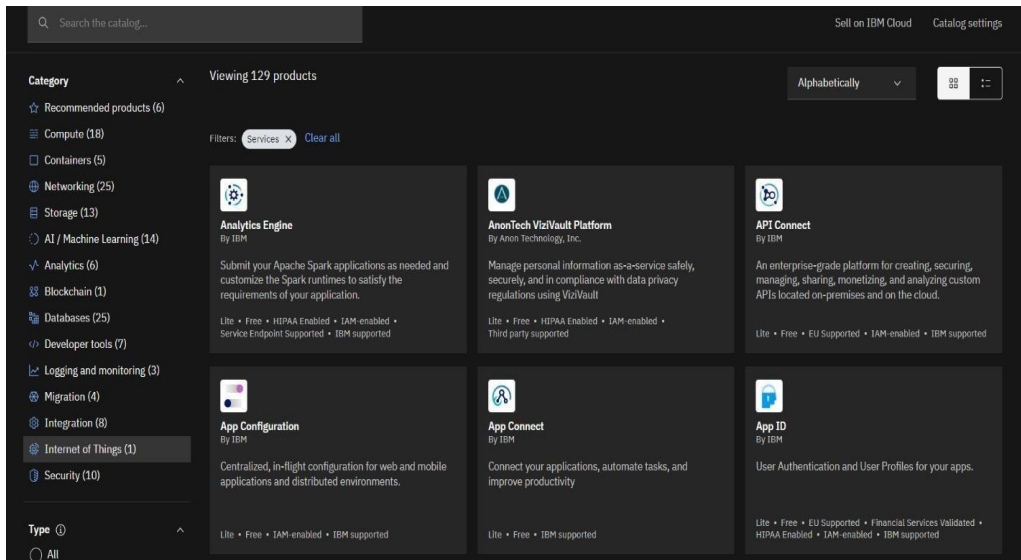 Search the catalog...
Sell on IBM Cloud
Catalog settings
Category
Recommended products (6)
Compute (18)
Containers (5)
Networking (25)
Storage (13)
AI / Machine Learning (14)
Analytics (6)
Blockchain (1)
Databases (25)
Developer tools (7)
Logging and monitoring (3)
Migration (4)
Integration (8)
Internet of Things (1)
Security (10)
Type
All
Viewing 129 products
Alphabetically
Filters: Services X Clear all
Analytics Engine
By IBM
Submit your Apache Spark applications as needed and
customize the Spark runtimes to satisfy the
requirements of your application.
Lite • Free • HIPAA Enabled • IAM-enabled •
Service Endpoint Supported • IBM supported
AnonTech ViziVault Platform
By Anon Technology, Inc.
Manage personal information as-a-service safely,
securely, and in compliance with data privacy
regulations using ViziVault
Lite • Free • HIPAA Enabled • IAM-enabled •
Third party supported
API Connect
By IBM
An enterprise-grade platform for creating, securing,
managing, sharing, monetizing, and analyzing custom
APIs located on-premises and on the cloud.
Lite • Free • EU Supported • IAM-enabled • IBM supported
App Configuration
By IBM
Centralized, in-flight configuration for web and mobile
applications and distributed environments.
Lite • Free • IAM-enabled • IBM supported
App Connect
By IBM
Connect your applications, automate tasks, and
improve productivity
Lite • Free • IAM-enabled • IBM supported
App ID
By IBM
User Authentication and User Profiles for your apps.
Lite • Free • EU Supported • Financial Services Validated •
HIPAA Enabled • IAM-enabled • IBM supported